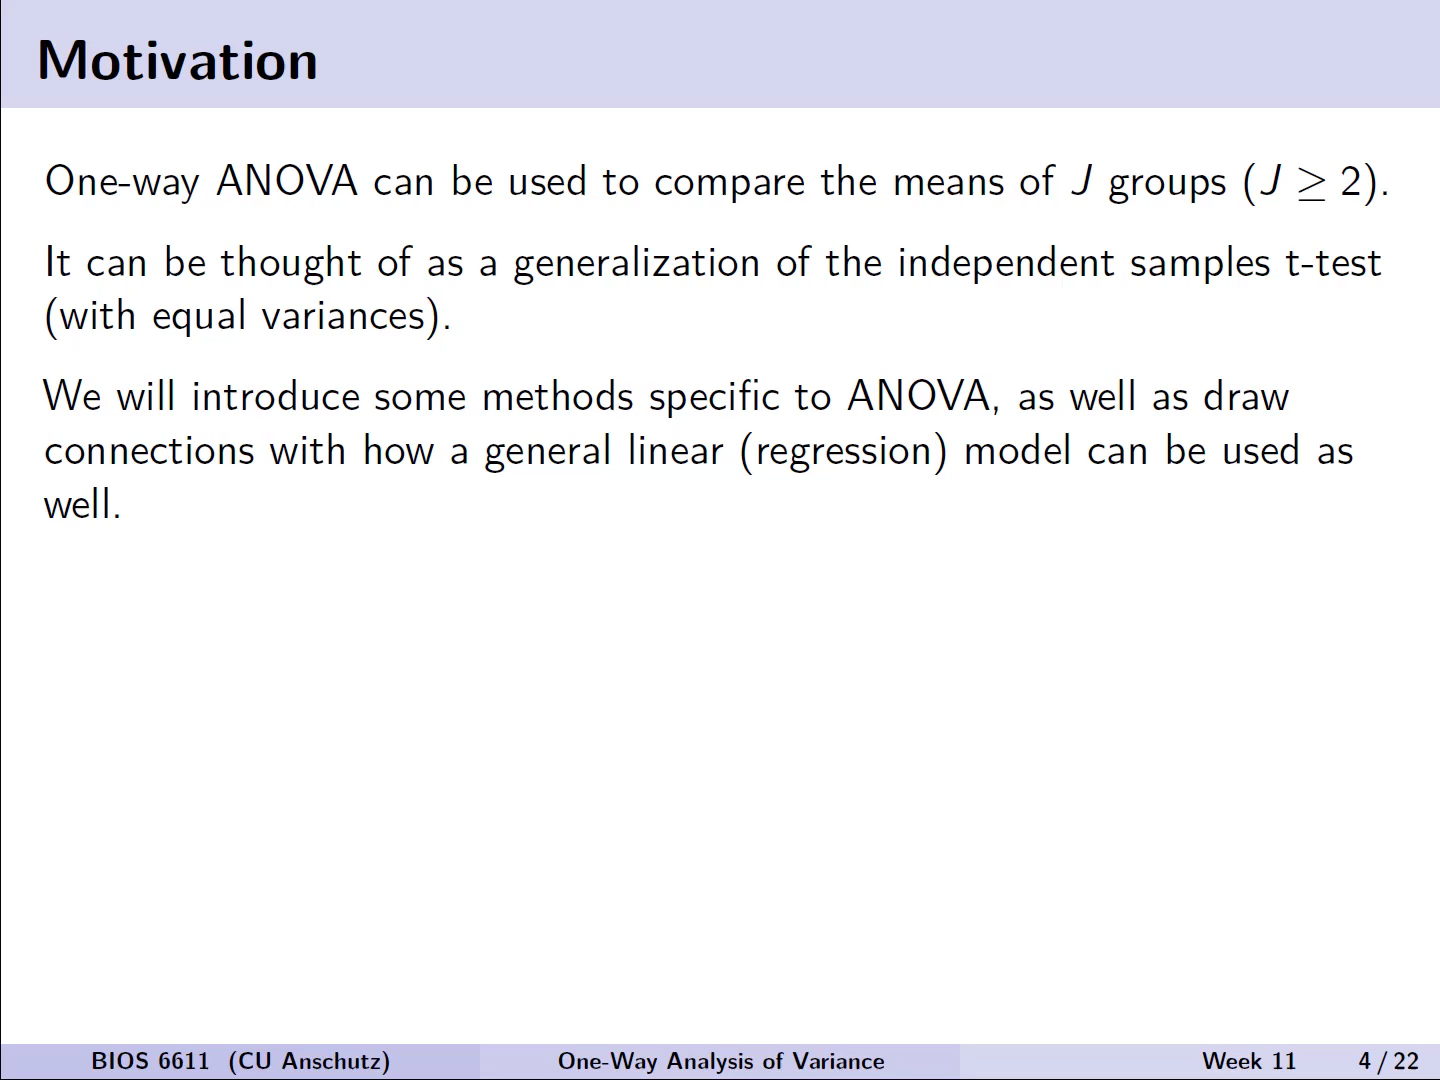 Motivation
One-way ANOVA can be used to compare the means of J groups (J ≥ 2).
It can be thought of as a generalization of the independent samples t-test
(with equal variances).
We will introduce some methods specific to ANOVA, as well as draw
connections with how a general linear (regression) model can be used as
well.
BIOS 6611 (CU Anschutz) One-Way Analysis of Variance Week 11 4 / 22